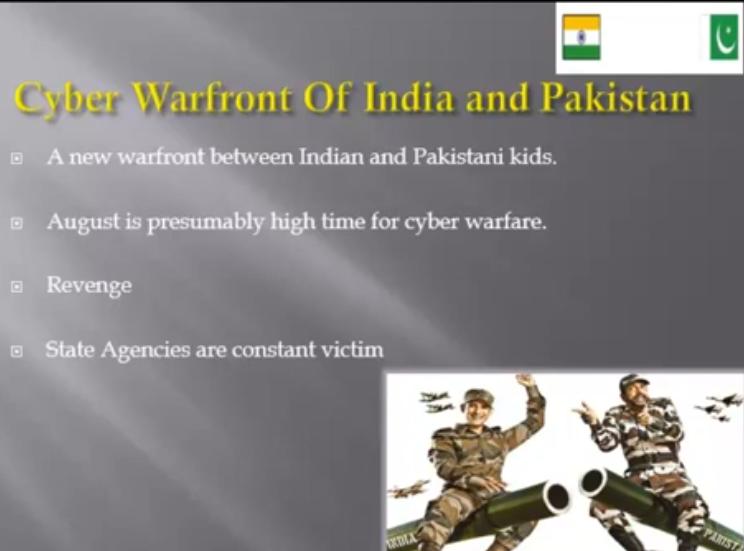 Cyber Warfront Of India and Pakistan
A new warfront between Indian and Pakistani kids.
August is presumably high time for cyber warfare.
Revenge
State Agencies are constant victim